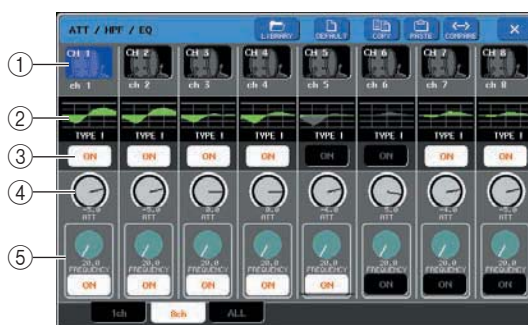 ATT / HPF / EQ LIBRARY DEFAULT COPY PASTE COMPARE ×
① CH 1 CH 2 CH 3 CH 4 CH 5 CH 6 CH 7 CH 8
ch 1 ch 2 ch 3 ch 4 ch 5 ch 6 ch 7 ch 8
②
TYPE I TYPE I TYPE I TYPE I TYPE I TYPE I TYPE I TYPE I
③ ON ON ON ON ON ON ON ON
④
ATT ATT ATT ATT ATT ATT ATT ATT
⑤
20.0 20.0 20.0 20.0 20.0 20.0 20.0 20.0
FREQUENCY FREQUENCY FREQUENCY FREQUENCY FREQUENCY FREQUENCY FREQUENCY FREQUENCY
ON ON ON ON ON ON ON ON
1ch 8ch ALL